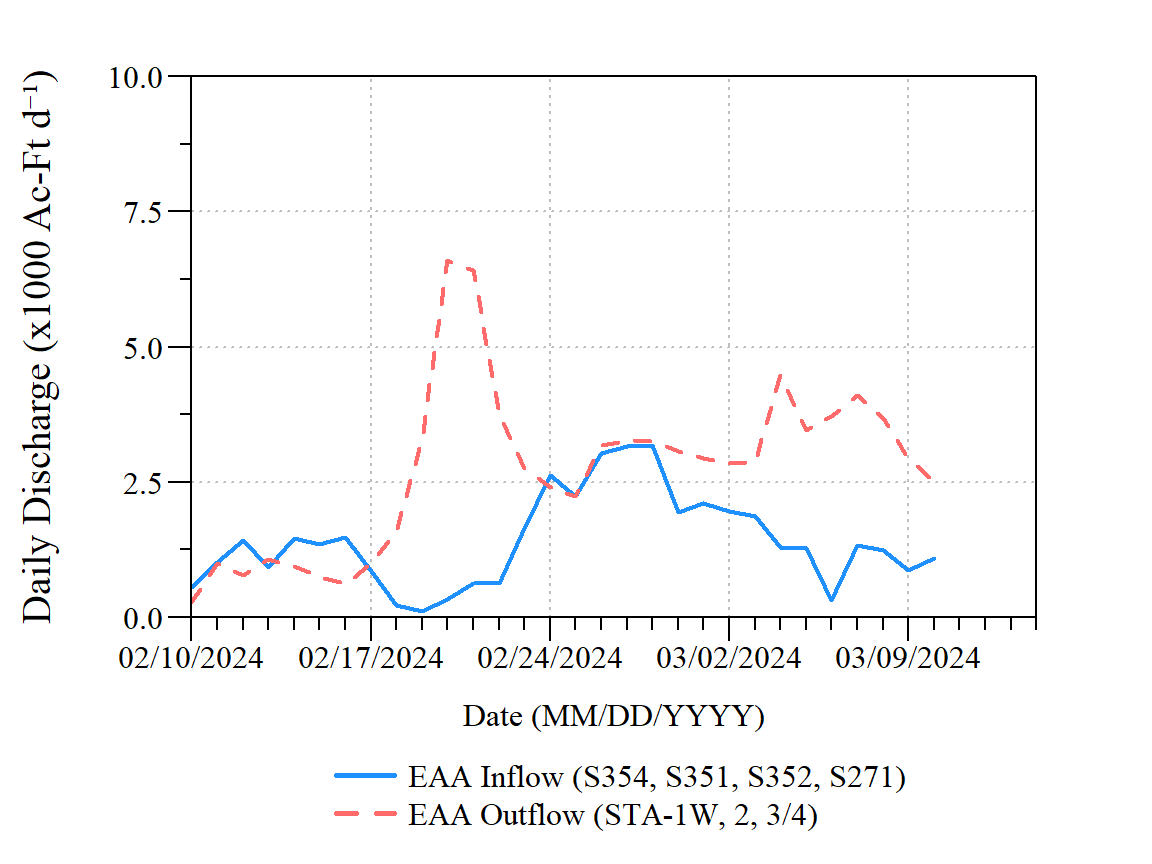 Daily Discharge (x1000 Ac-Ft d⁻¹)
10.0
7.5
5.0
2.5
0.0
02/10/2024 02/17/2024 02/24/2024 03/02/2024 03/09/2024
Date (MM/DD/YYYY)
EAA Inflow (S354, S351, S352, S271)
EAA Outflow (STA-1W, 2, 3/4)